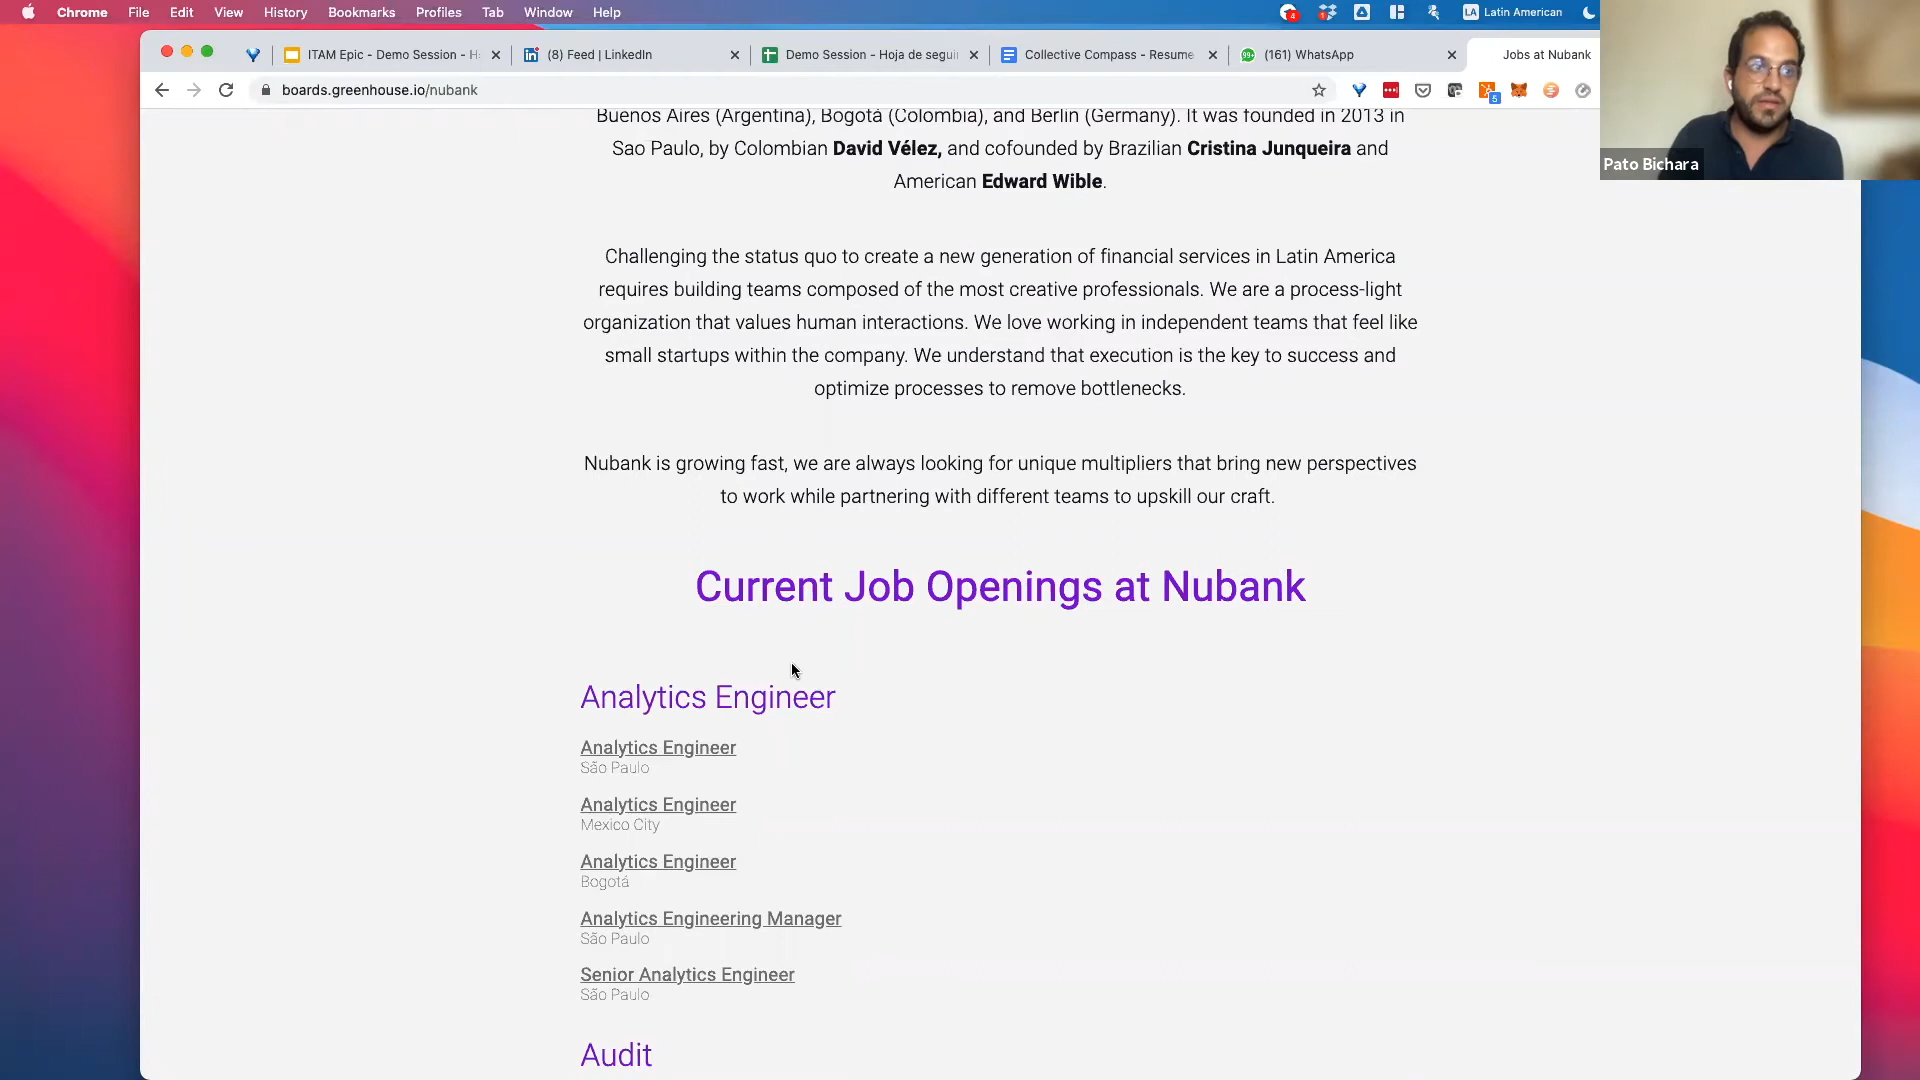 Chrome File Edit View History Bookmarks Profiles Tab Window Help 4 1 LA Latin American
ITAM Epic - Demo Session - H
(8) Feed | LinkedIn
Demo Session - Hoja de segui
Collective Compass - Resume
99+ (161) WhatsApp
Jobs at Nubank
boards.greenhouse.io/nubank
5
Pato Bichara
Buenos Aires (Argentina), Bogotá (Colombia), and Berlin (Germany). It was founded in 2013 in
Sao Paulo, by Colombian David Vélez, and cofounded by Brazilian Cristina Junqueira and
American Edward Wible.
Challenging the status quo to create a new generation of financial services in Latin America
requires building teams composed of the most creative professionals. We are a process-light
organization that values human interactions. We love working in independent teams that feel like
small startups within the company. We understand that execution is the key to success and
optimize processes to remove bottlenecks.
Nubank is growing fast, we are always looking for unique multipliers that bring new perspectives
to work while partnering with different teams to upskill our craft.
Current Job Openings at Nubank
Analytics Engineer
Analytics Engineer
São Paulo
Analytics Engineer
Mexico City
Analytics Engineer
Bogotá
Analytics Engineering Manager
São Paulo
Senior Analytics Engineer
São Paulo
Audit